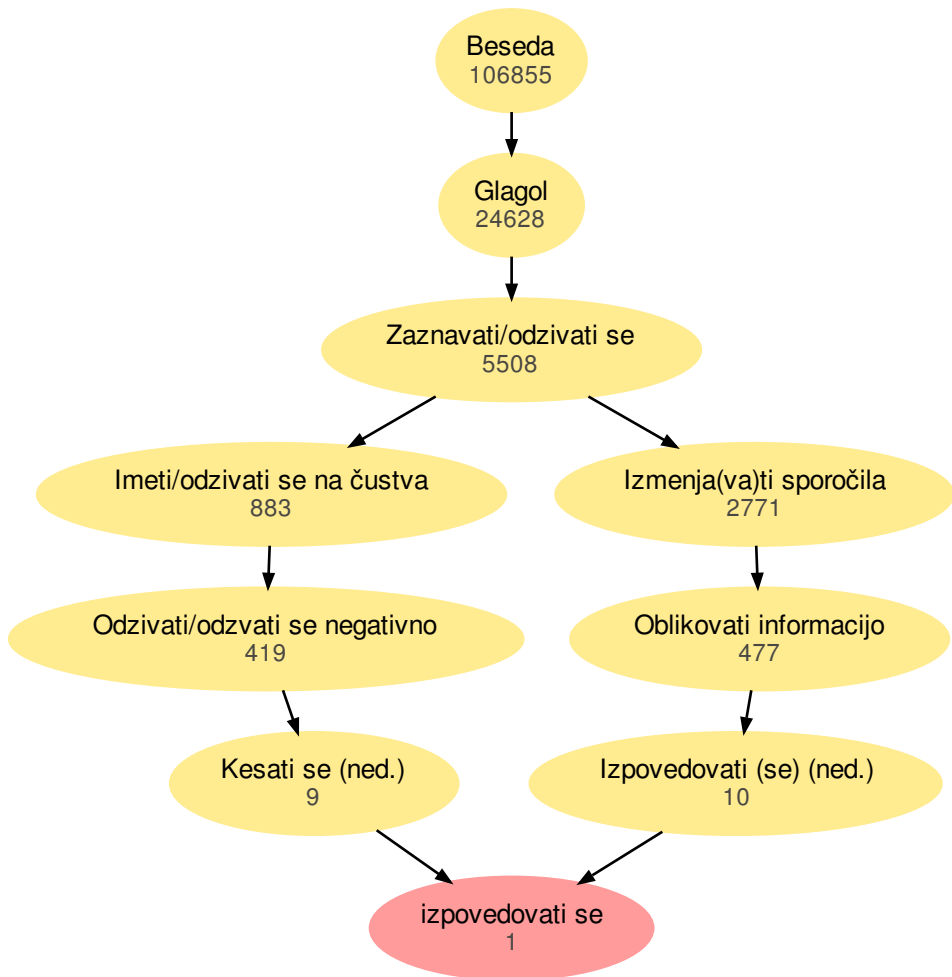 Beseda
106855
Glagol
24628
Zaznavati/odzivati se
5508
Imeti/odzivati se na čustva
883
Izmenja(va)ti sporočila
2771
Odzivati/odzvati se negativno
419
Oblikovati informacijo
477
Kesati se (ned.)
9
Izpovedovati (se) (ned.)
10
izpovedovati se
1